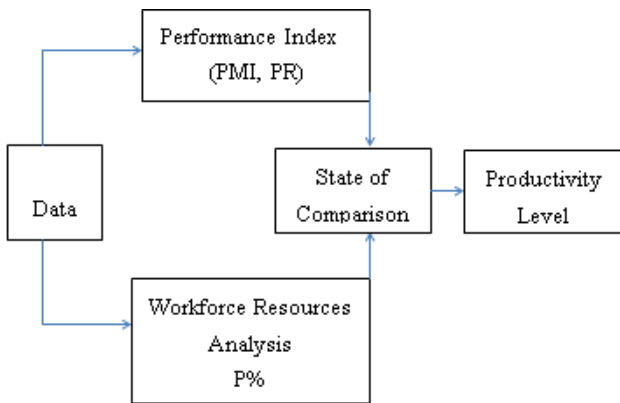 Performance Index
(PMI, PR)
Data
State of
Comparison
Productivity
Level
Workforce Resources
Analysis
P%